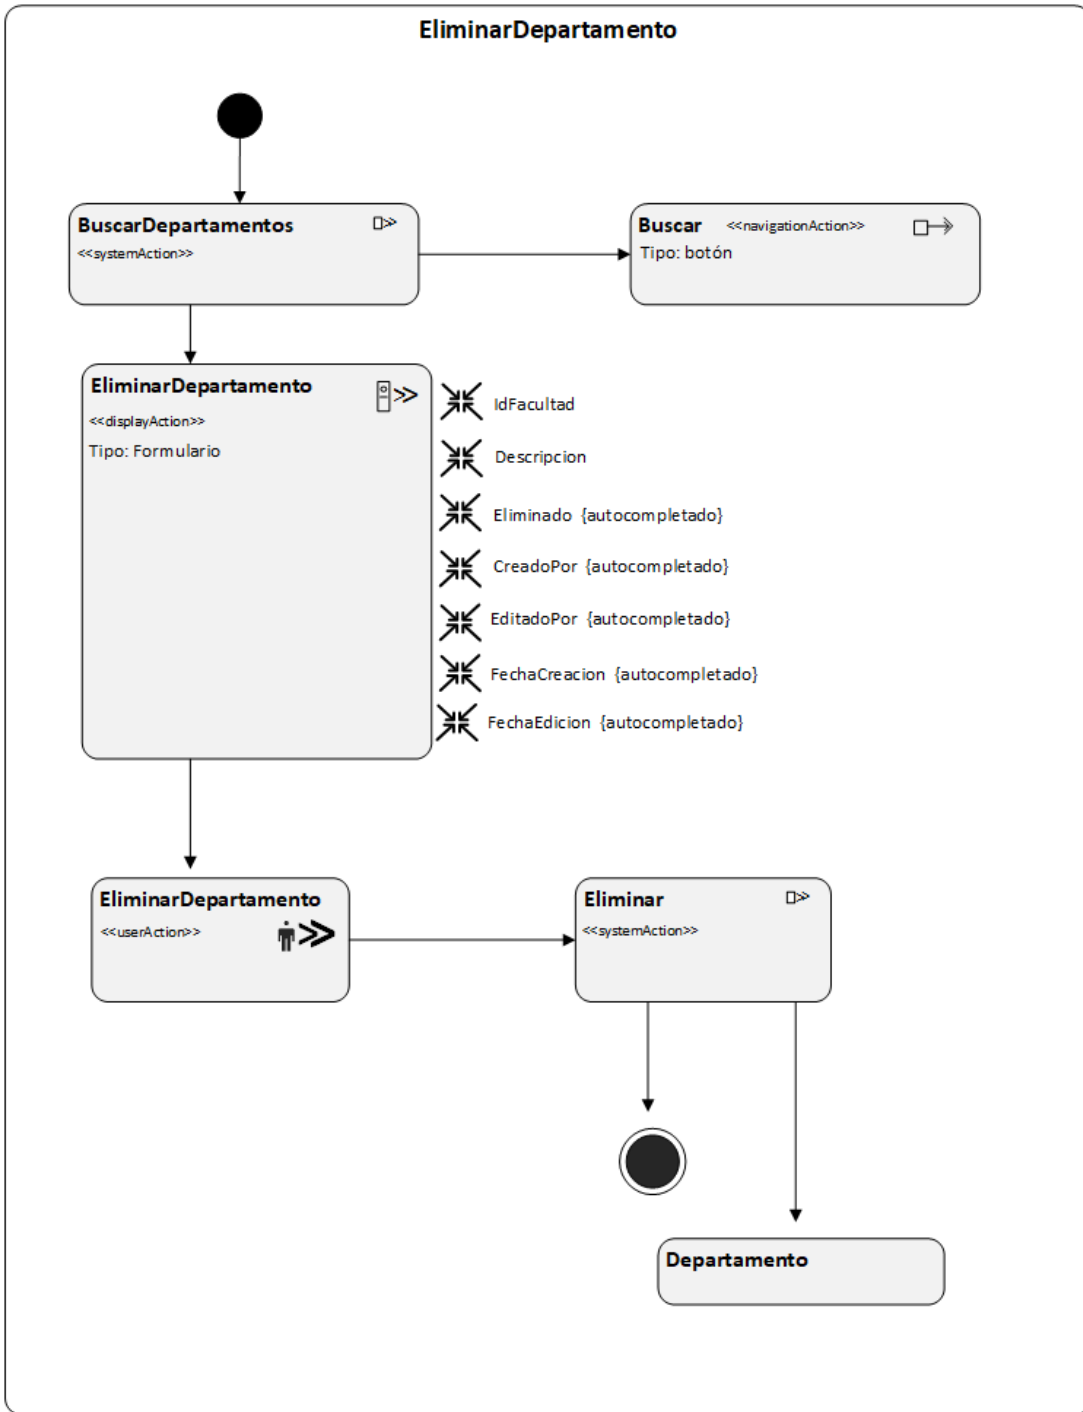 EliminarDepartamento
BuscarDepartamentos
<<systemAction>>
Buscar <<navigationAction>>
Tipo: botón
EliminarDepartamento
<<displayAction>>
Tipo: Formulario
IdFacultad
Descripcion
Eliminado {autocompletado}
CreadoPor {autocompletado}
EditadoPor {autocompletado}
FechaCreacion {autocompletado}
FechaEdicion {autocompletado}
EliminarDepartamento
<<userAction>>
Eliminar
<<systemAction>>
Departamento